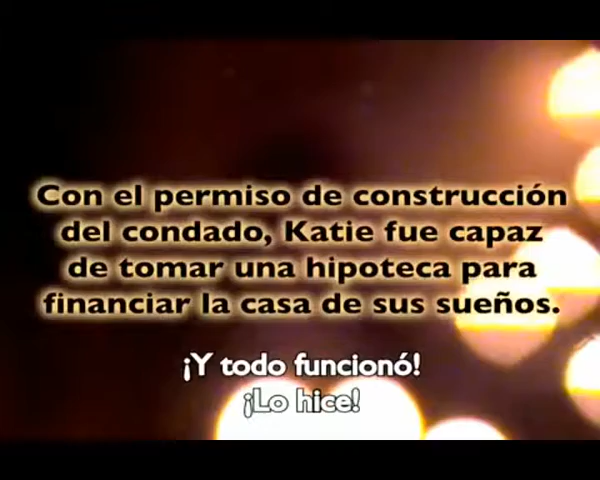 Con el permiso de construcción
del condado, Katie fue capaz
de tomar una hipoteca para
financiar la casa de sus sueños.
¡Y todo funcionó!
¡Lo hice!